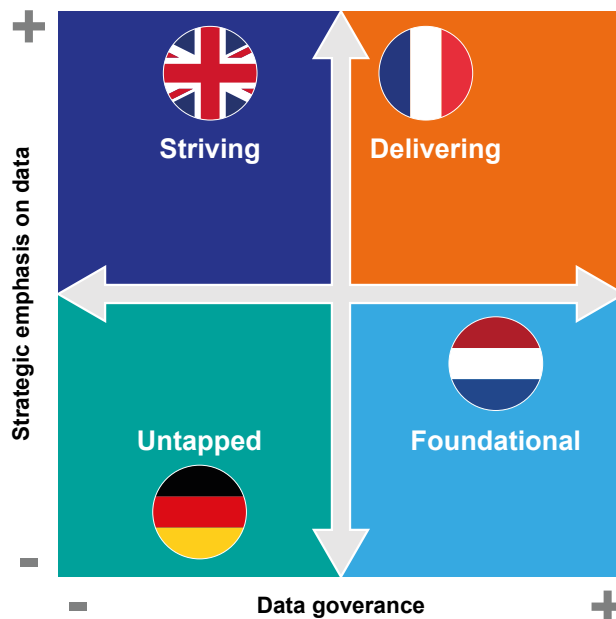 +
Striving
Delivering
Strategic emphasis on data
Untapped
Foundational
-
-
Data goverance
+